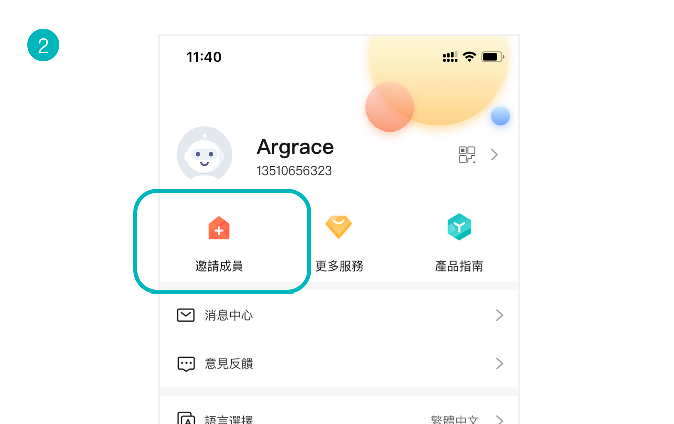 2
11:40
Argrace
13510656323
邀請成員 更多服務 產品指南
消息中心
意見反饋
語言選擇 繁體中文